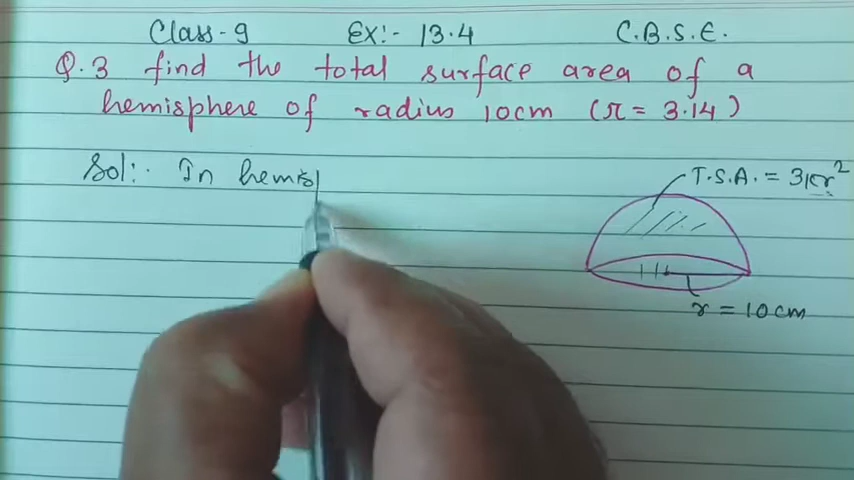 Class-9 Ex:- 13.4 C.B.S.E.
Q.3 find the total surface area of a
hemisphere of radius 10cm (π = 3.14)
Sol:- In hemis
T.S.A. = 3πr²
r = 10cm